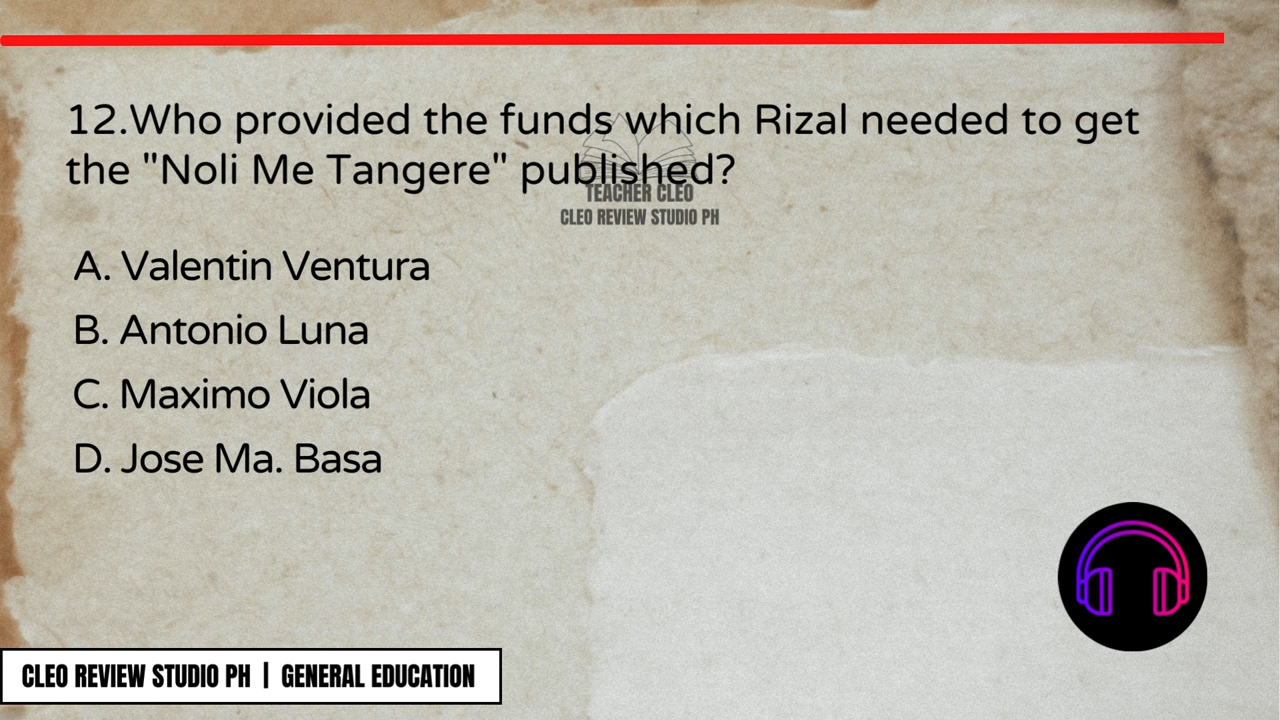 12.Who provided the funds which Rizal needed to get
the "Noli Me Tangere" published?
TEACHER CLEO
CLEO REVIEW STUDIO PH
A. Valentin Ventura
B. Antonio Luna
C. Maximo Viola
D. Jose Ma. Basa
CLEO REVIEW STUDIO PH | GENERAL EDUCATION